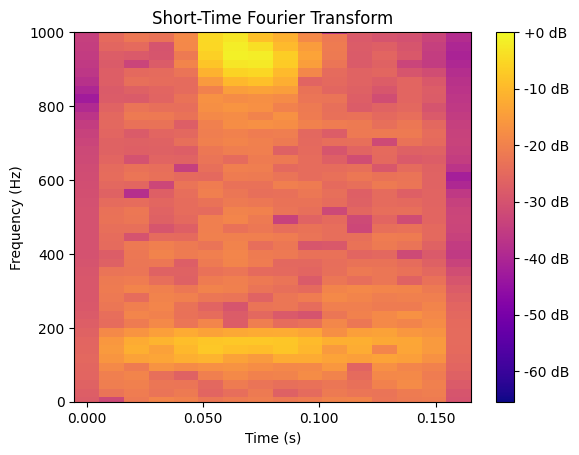 Short-Time Fourier Transform
1000
800
600
400
200
0
Frequency (Hz)
0.000
0.050
0.100
0.150
Time (s)
+0 dB
-10 dB
-20 dB
-30 dB
-40 dB
-50 dB
-60 dB